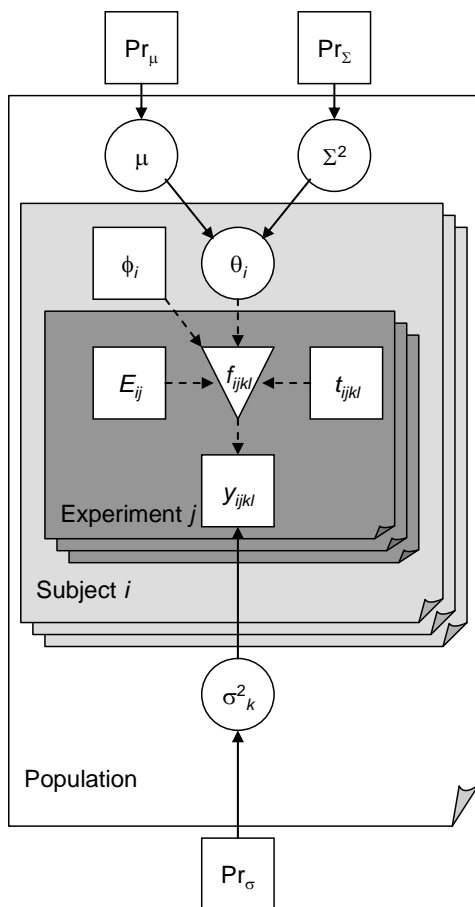 Pr_μ
Pr_Σ
μ
Σ²
ϕ_i
θ_i
E_ij
f_ijkl
t_ijkl
y_ijkl
Experiment j
Subject i
σ²_k
Population
Pr_σ